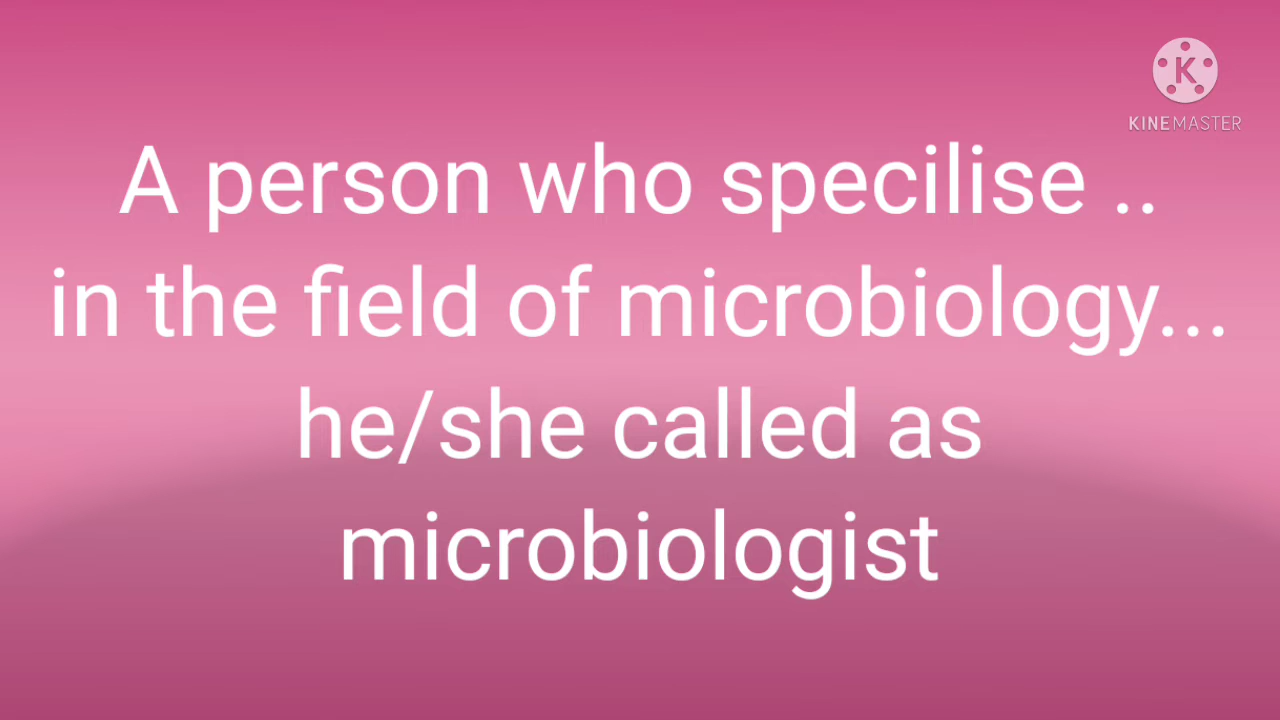 K
KINEMASTER
A person who specilise ..
in the field of microbiology...
he/she called as
microbiologist